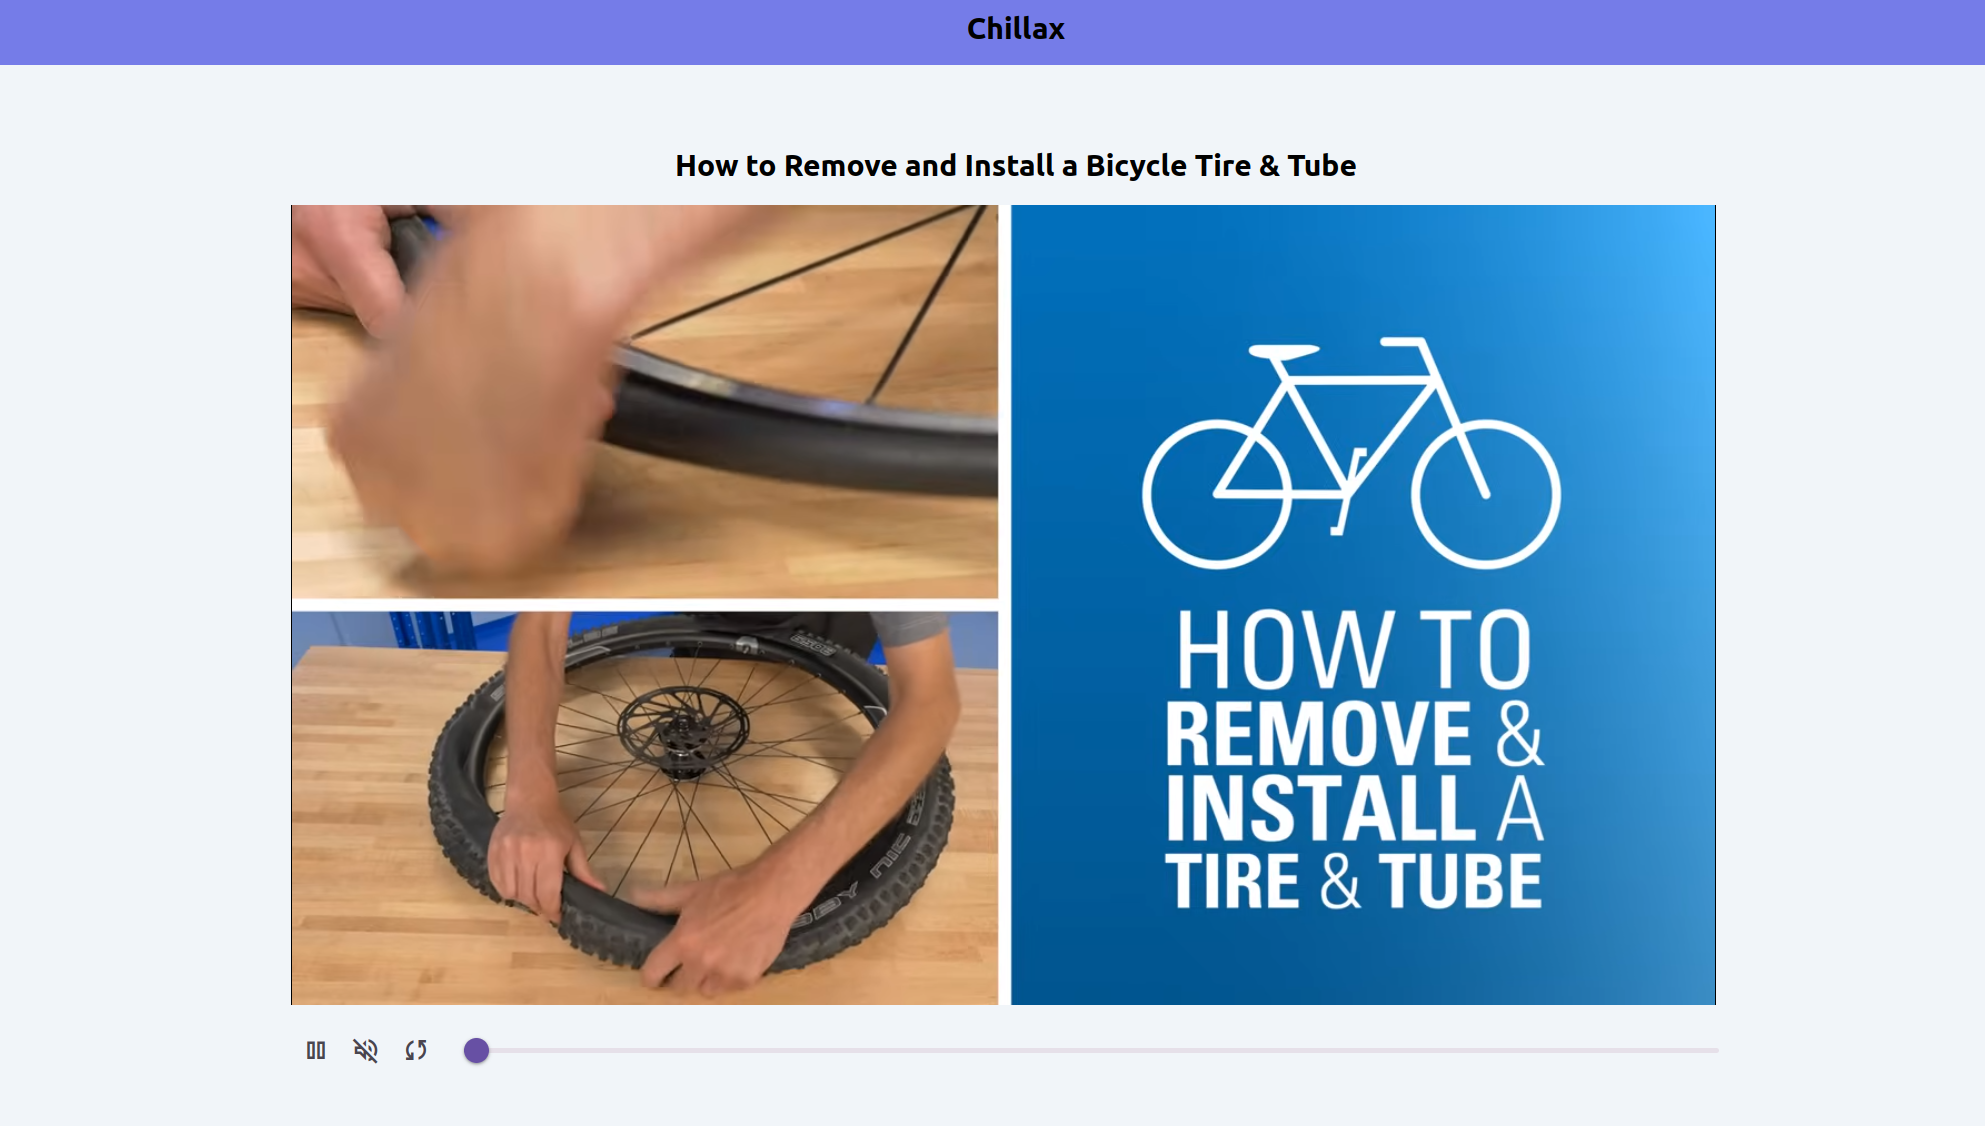 Chillax
How to Remove and Install a Bicycle Tire & Tube
HOW TO
REMOVE &
INSTALL A
TIRE & TUBE